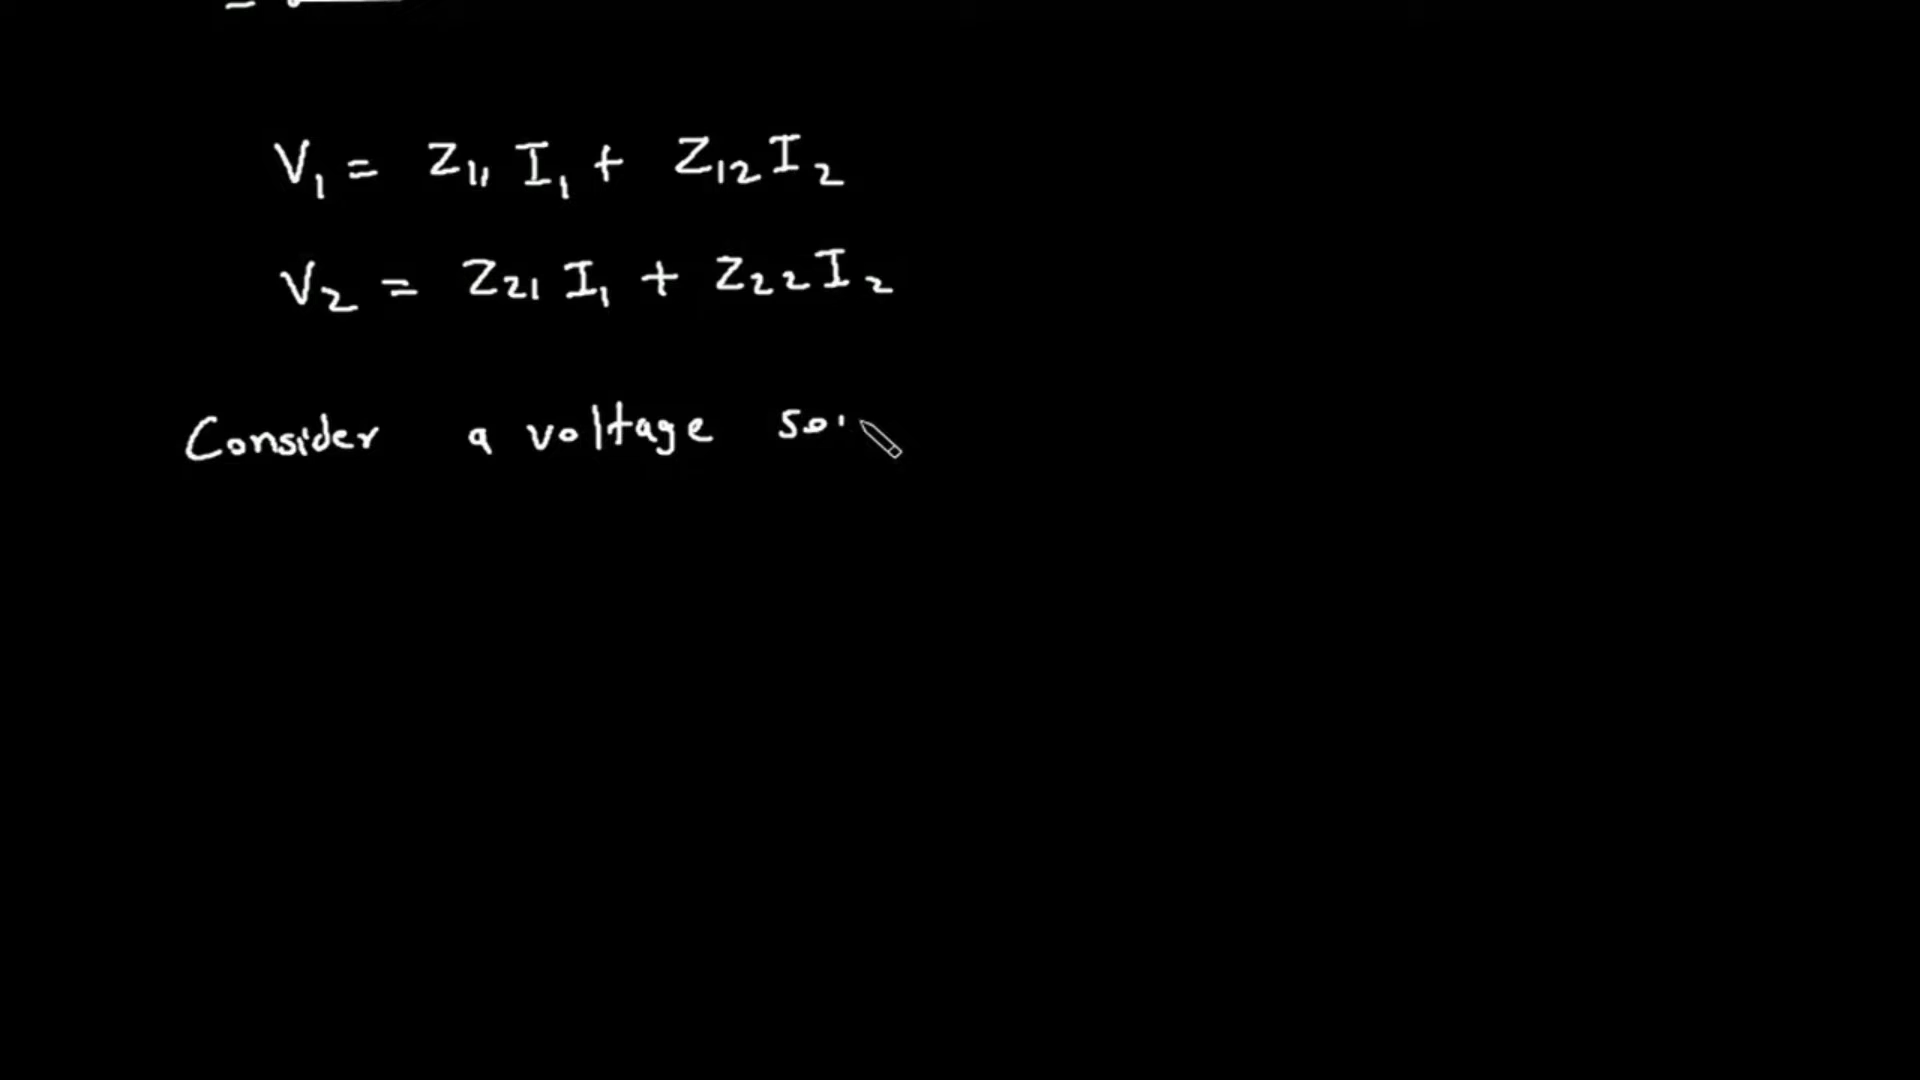 V₁ = Z₁₁ I₁ + Z₁₂ I₂
V₂ = Z₂₁ I₁ + Z₂₂ I₂
Consider a voltage